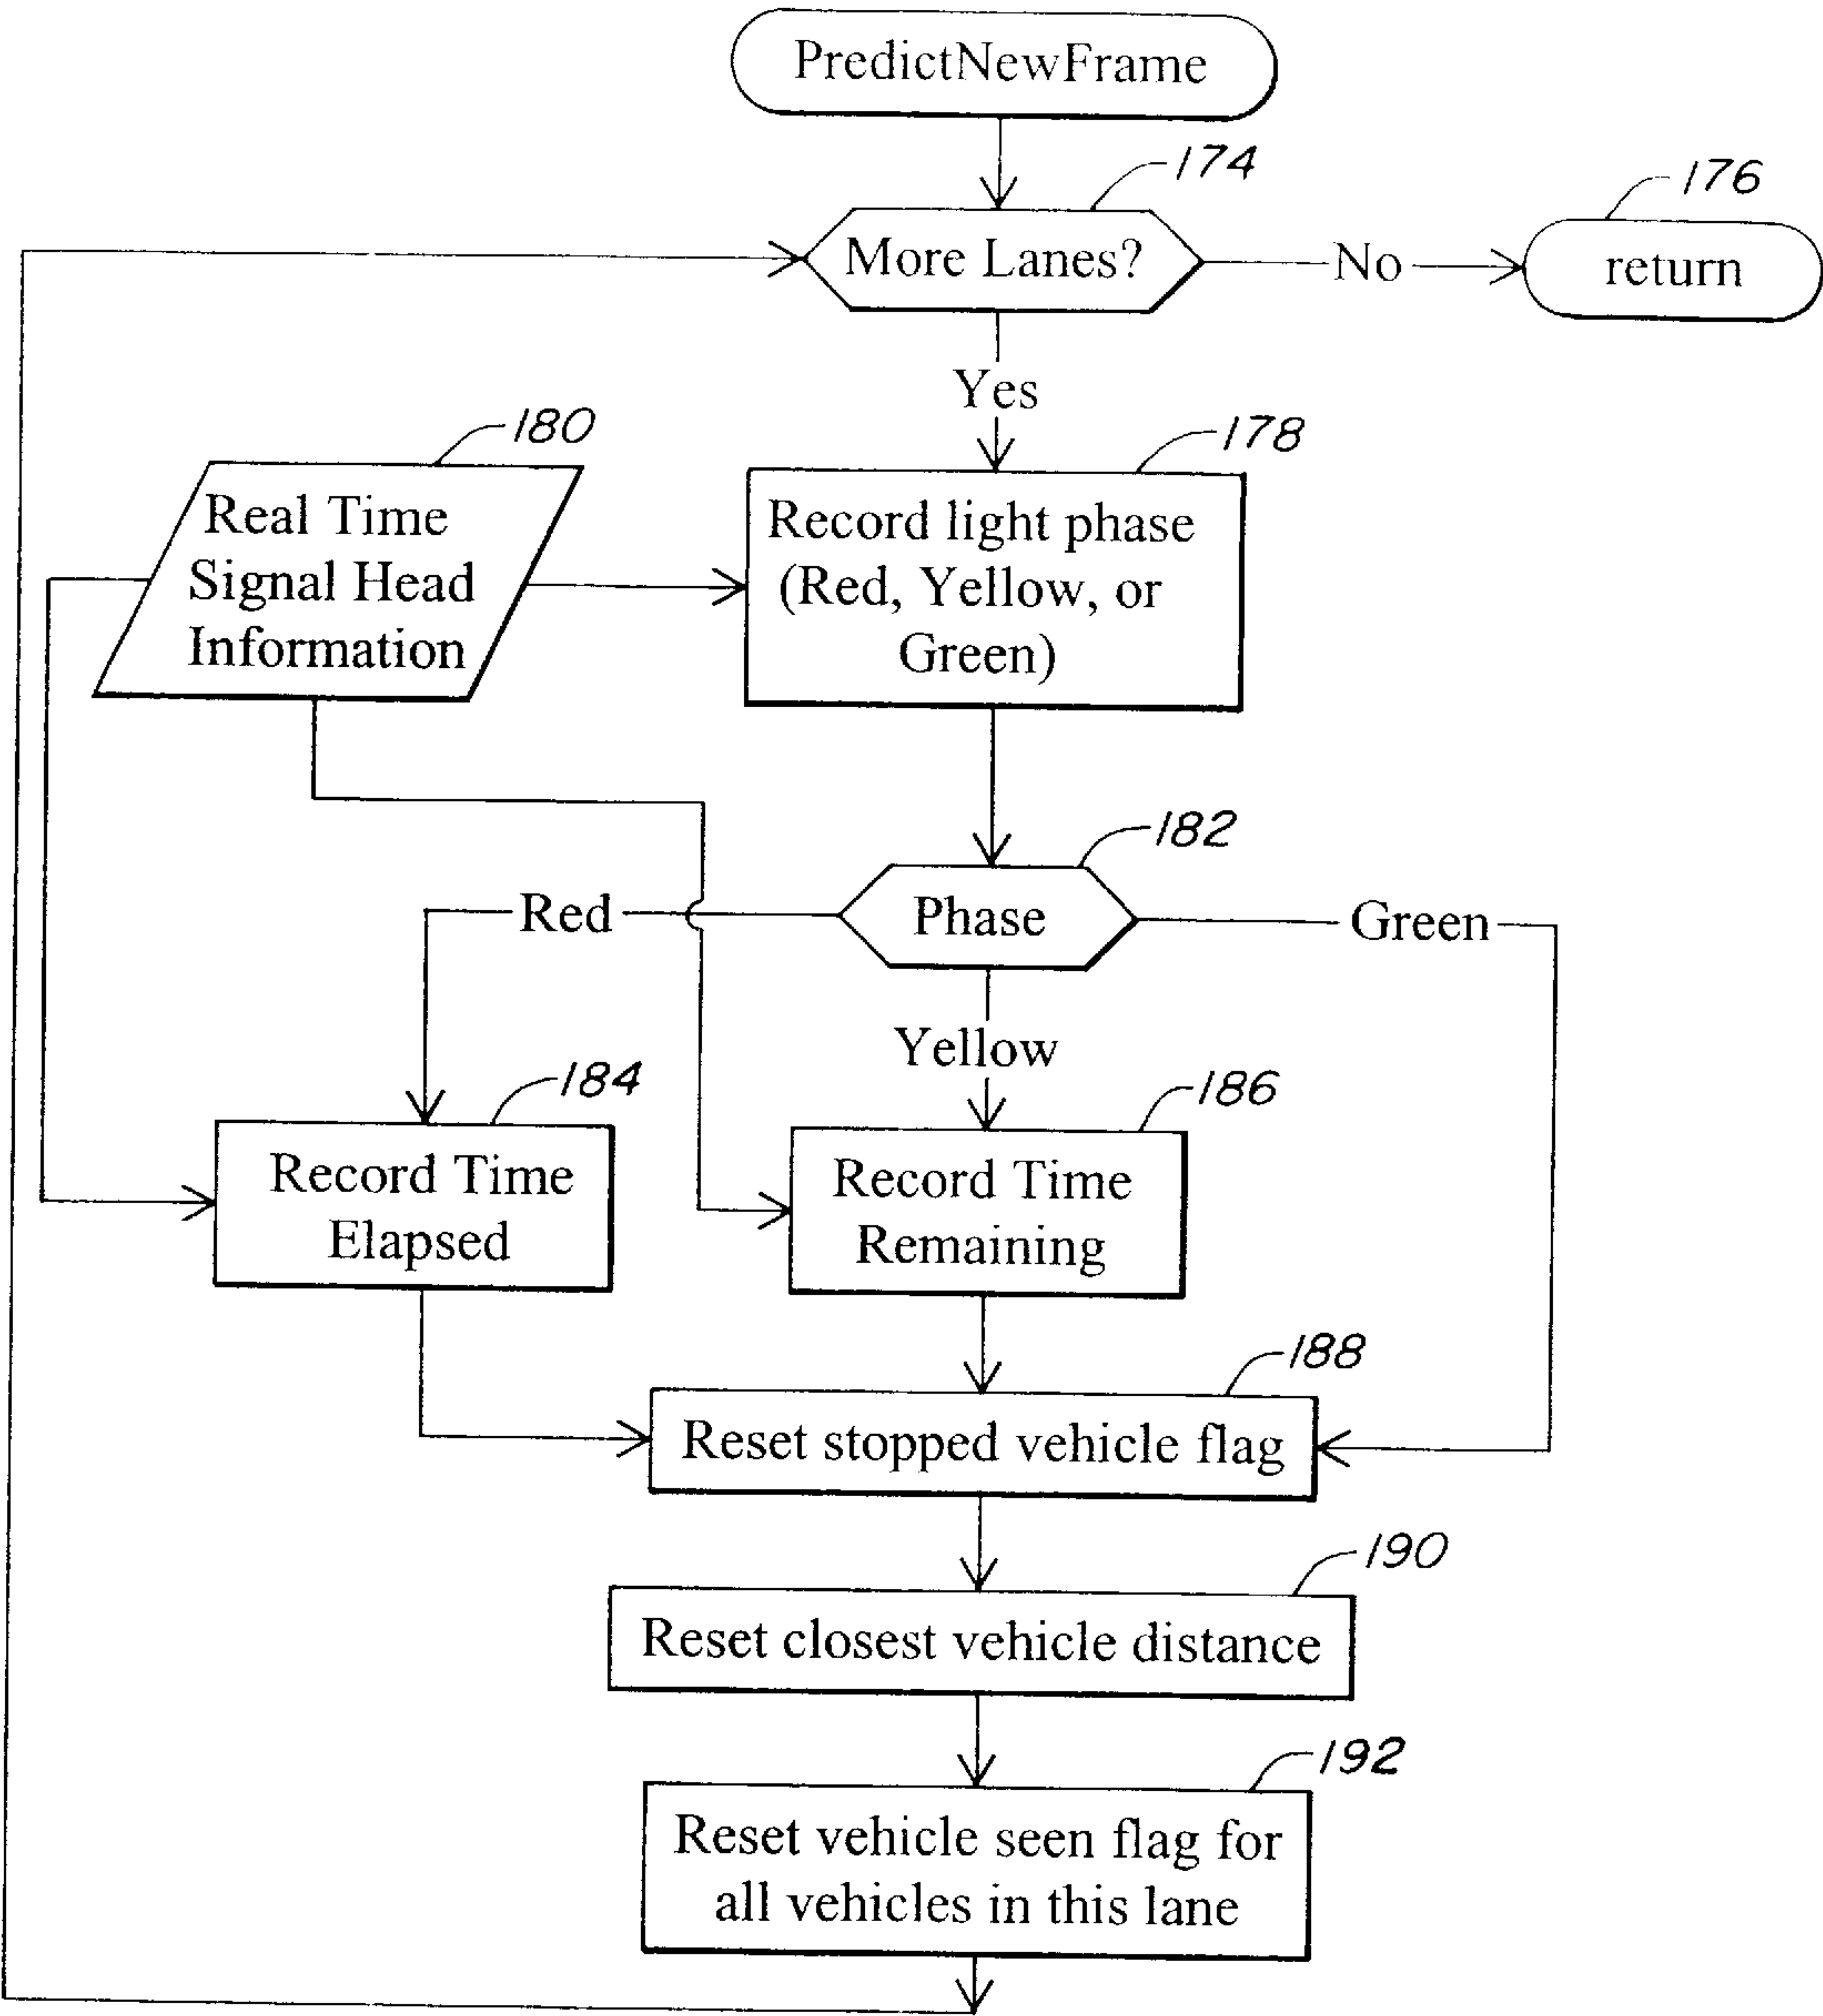 PredictNewFrame
174
176
More Lanes?
No
return
Yes
180
178
Real Time
Signal Head
Information
Record light phase
(Red, Yellow, or
Green)
182
Red
Phase
Green
Yellow
184
186
Record Time
Elapsed
Record Time
Remaining
188
Reset stopped vehicle flag
190
Reset closest vehicle distance
192
Reset vehicle seen flag for
all vehicles in this lane